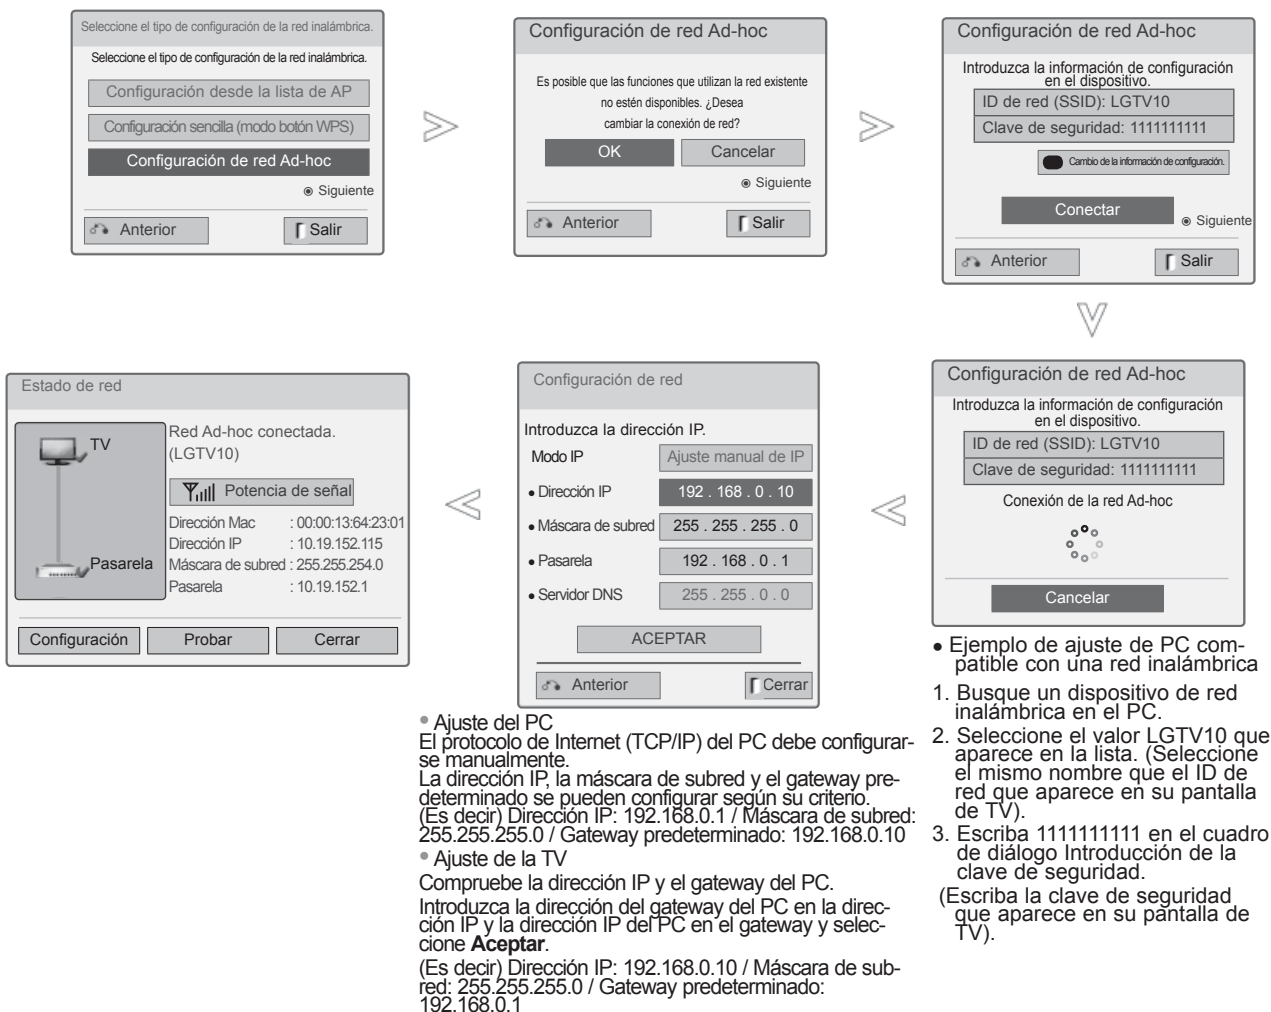 Seleccione el tipo de configuración de la red inalámbrica.
Seleccione el tipo de configuración de la red inalámbrica.
Configuración desde la lista de AP
Configuración sencilla (modo botón WPS)
Configuración de red Ad-hoc
Siguiente
Anterior
Salir
Configuración de red Ad-hoc
Es posible que las funciones que utilizan la red existente
no estén disponibles. ¿Desea
cambiar la conexión de red?
OK
Cancelar
Siguiente
Anterior
Salir
Configuración de red Ad-hoc
Introduzca la información de configuración
en el dispositivo.
ID de red (SSID): LGTV10
Clave de seguridad: 1111111111
Cambio de la información de configuración.
Conectar
Siguiente
Anterior
Salir
Configuración de red Ad-hoc
Introduzca la información de configuración
en el dispositivo.
ID de red (SSID): LGTV10
Clave de seguridad: 1111111111
Conexión de la red Ad-hoc
Cancelar
• Ejemplo de ajuste de PC com-
patible con una red inalámbrica
1. Busque un dispositivo de red
inalámbrica en el PC.
2. Seleccione el valor LGTV10 que
aparece en la lista. (Seleccione
el mismo nombre que el ID de
red que aparece en su pantalla
de TV).
3. Escriba 1111111111 en el cuadro
de diálogo Introducción de la
clave de seguridad.
(Escriba la clave de seguridad
que aparece en su pantalla de
TV).
Configuración de red
Introduzca la dirección IP.
Modo IP Ajuste manual de IP
• Dirección IP 192 . 168 . 0 . 10
• Máscara de subred 255 . 255 . 255 . 0
• Pasarela 192 . 168 . 0 . 1
• Servidor DNS 255 . 255 . 0 . 0
ACEPTAR
Anterior
Cerrar
• Ajuste del PC
El protocolo de Internet (TCP/IP) del PC debe configurar-
se manualmente.
La dirección IP, la máscara de subred y el gateway pre-
determinado se pueden configurar según su criterio.
(Es decir) Dirección IP: 192.168.0.1 / Máscara de subred:
255.255.255.0 / Gateway predeterminado: 192.168.0.10
• Ajuste de la TV
Compruebe la dirección IP y el gateway del PC.
Introduzca la dirección del gateway del PC en la direc-
ción IP y la dirección IP del PC en el gateway y selec-
cione Aceptar.
(Es decir) Dirección IP: 192.168.0.10 / Máscara de sub-
red: 255.255.255.0 / Gateway predeterminado:
192.168.0.1
Estado de red
TV
Pasarela
Red Ad-hoc conectada.
(LGTV10)
Potencia de señal
Dirección Mac : 00:00:13:64:23:01
Dirección IP : 10.19.152.115
Máscara de subred : 255.255.254.0
Pasarela : 10.19.152.1
Configuración
Probar
Cerrar